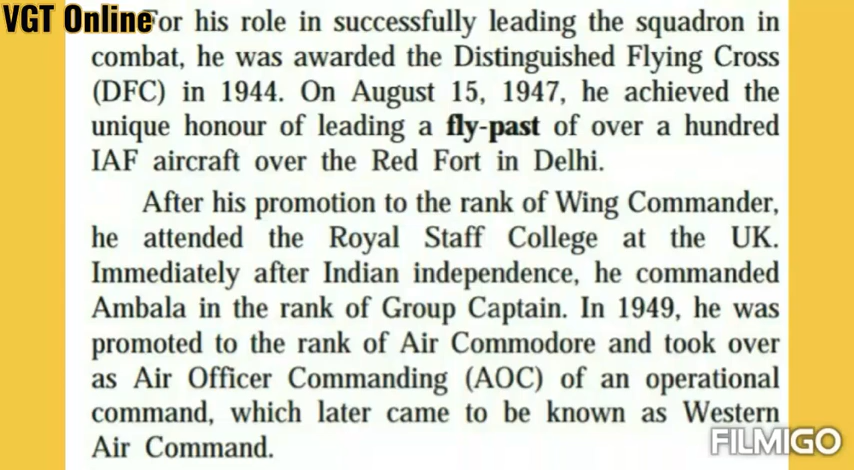 VGT Online
For his role in successfully leading the squadron in
combat, he was awarded the Distinguished Flying Cross
(DFC) in 1944. On August 15, 1947, he achieved the
unique honour of leading a fly-past of over a hundred
IAF aircraft over the Red Fort in Delhi.
After his promotion to the rank of Wing Commander,
he attended the Royal Staff College at the UK.
Immediately after Indian independence, he commanded
Ambala in the rank of Group Captain. In 1949, he was
promoted to the rank of Air Commodore and took over
as Air Officer Commanding (AOC) of an operational
command, which later came to be known as Western
Air Command.
FILMIGO